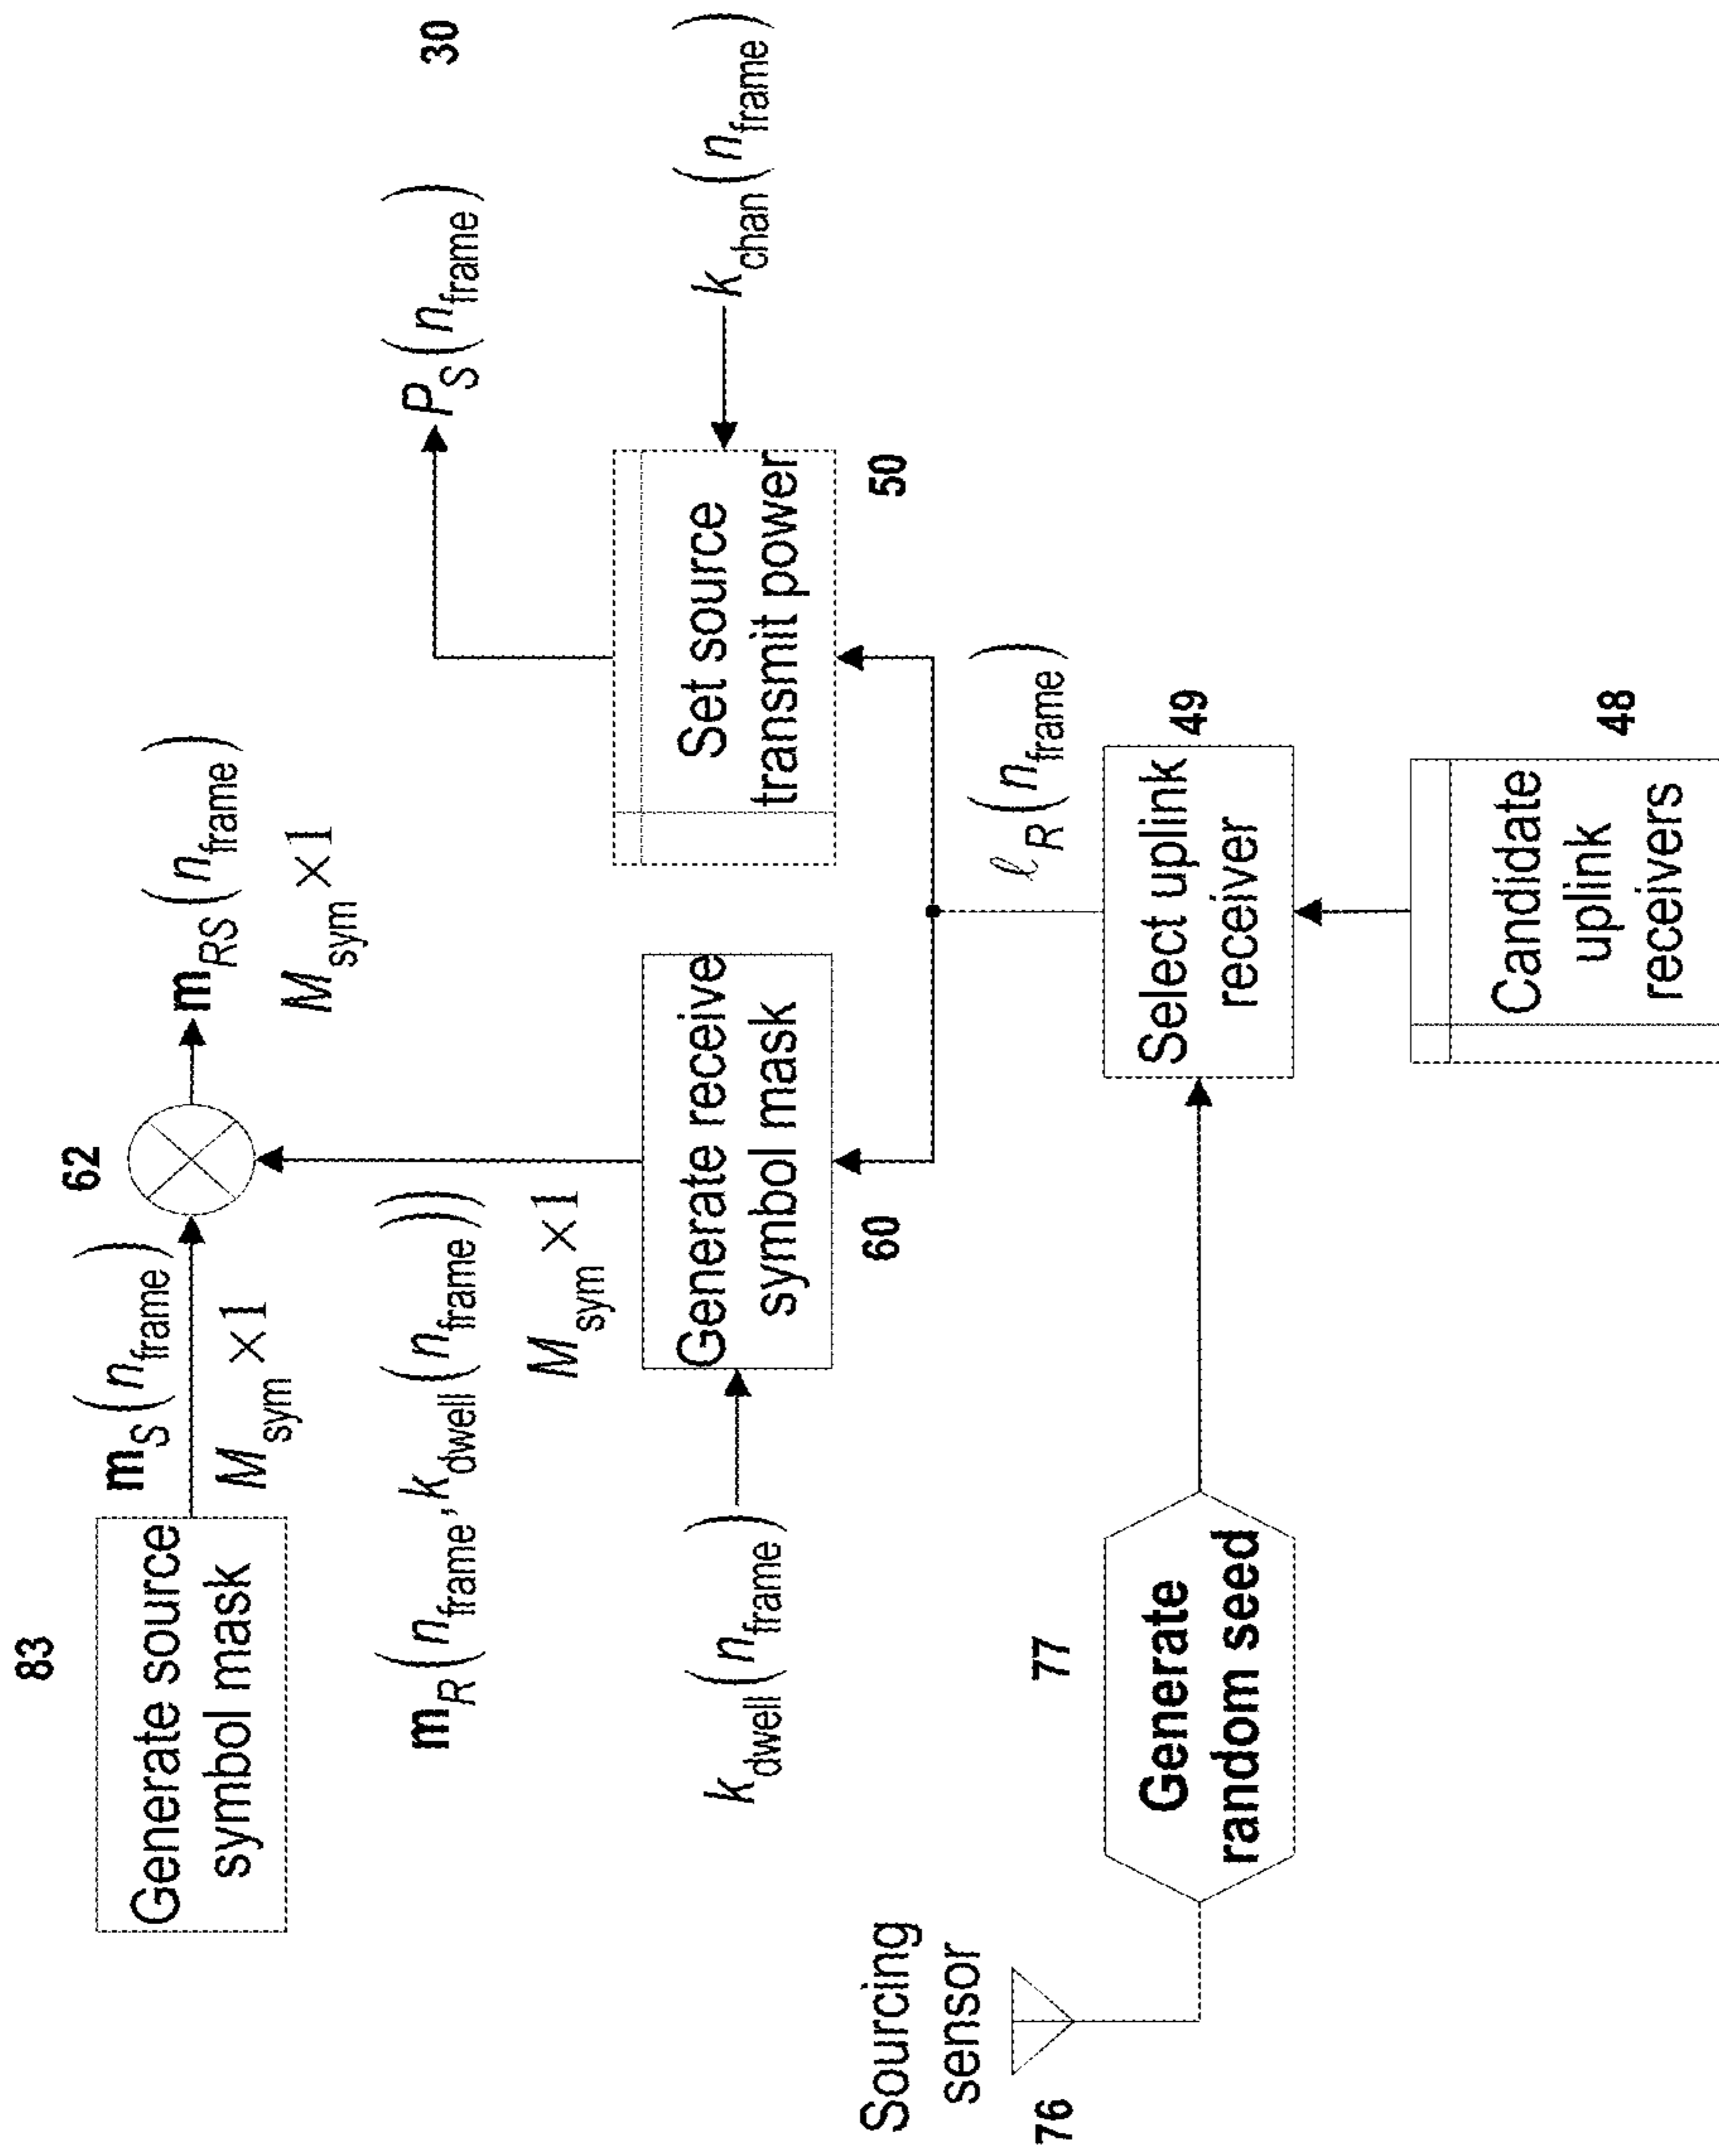 83
Generate source
symbol mask
𝐦_S(n_frame)
M_sym ×1
62
𝐦_RS(n_frame)
M_sym ×1
𝐦_R(n_frame, k_dwell(n_frame))
M_sym ×1
P_S(n_frame)
30
k_dwell(n_frame)
Generate receive
symbol mask
60
Set source
transmit power
50
k_chan(n_frame)
ℓ_R(n_frame)
Sourcing
sensor
76
77
Generate
random seed
Select uplink
receiver
49
Candidate
uplink
receivers
48